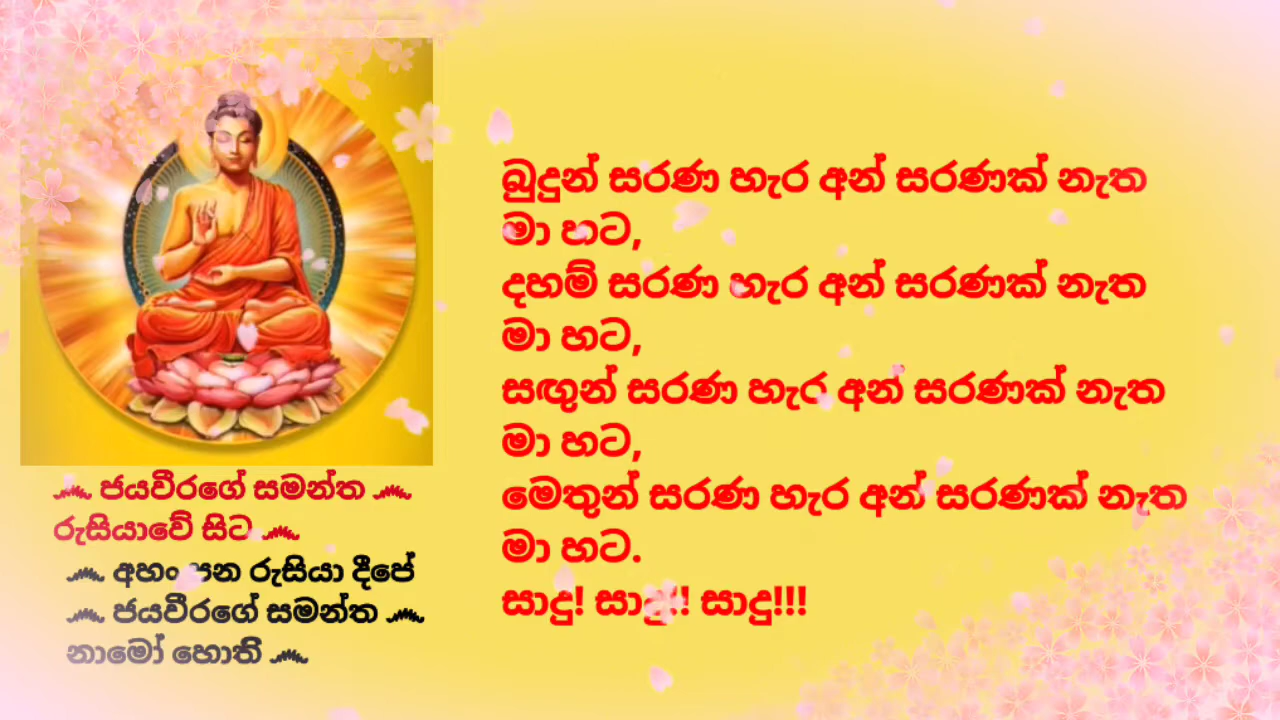 ෴ ජයවීරගේ සමන්ත ෴
රුසියාවේ සිට ෴
෴ අහං පන රුසියා දීපේ
෴ ජයවීරගේ සමන්ත ෴
නාමෝ හොති ෴
බුදුන් සරණ හැර අන් සරණක් නැත
මා හට,
දහම් සරණ හැර අන් සරණක් නැත
මා හට,
සඟුන් සරණ හැර අන් සරණක් නැත
මා හට,
මෙතුන් සරණ හැර අන් සරණක් නැත
මා හට.
සාදු! සාදු!! සාදු!!!